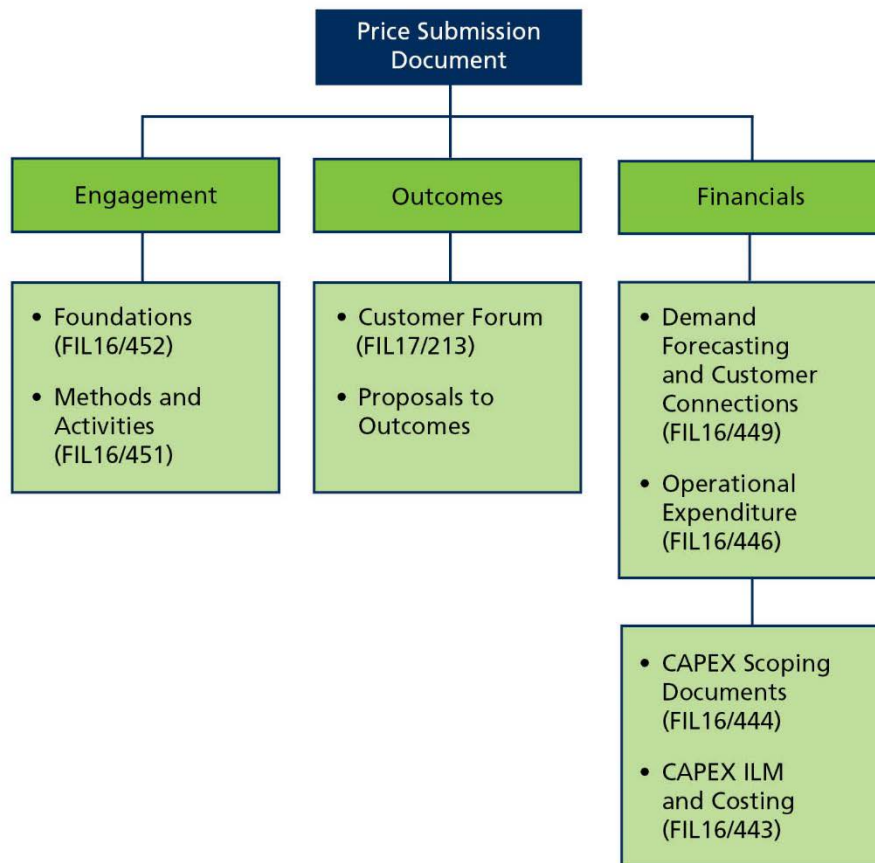 Price Submission
Document
Engagement
Outcomes
Financials
• Foundations
(FIL16/452)
• Methods and
Activities
(FIL16/451)
• Customer Forum
(FIL17/213)
• Proposals to
Outcomes
• Demand
Forecasting
and Customer
Connections
(FIL16/449)
• Operational
Expenditure
(FIL16/446)
• CAPEX Scoping
Documents
(FIL16/444)
• CAPEX ILM
and Costing
(FIL16/443)